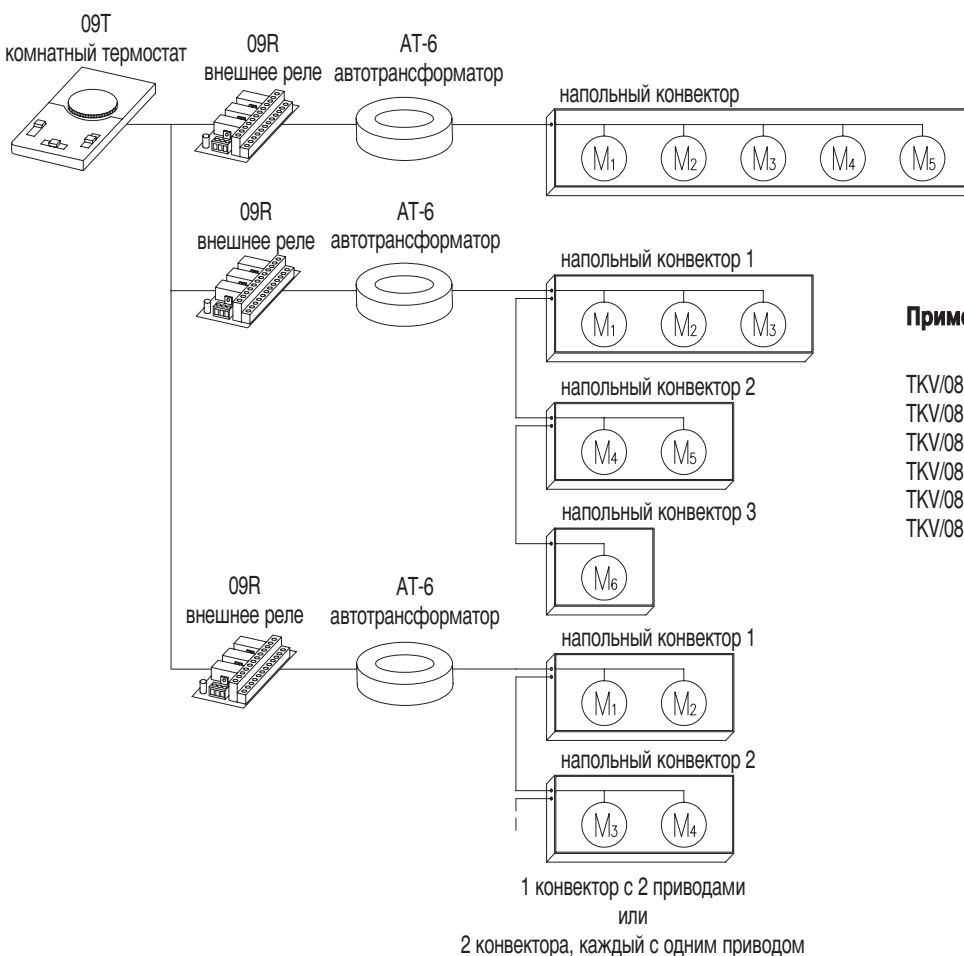 09T
комнатный термостат
09R
внешнее реле
АТ-6
автотрансформатор
напольный конвектор
M1 M2 M3 M4 M5
09R
внешнее реле
АТ-6
автотрансформатор
напольный конвектор 1
M1 M2 M3
напольный конвектор 2
M4 M5
напольный конвектор 3
M6
TKV/08
TKV/08
TKV/08
TKV/08
TKV/08
TKV/08
09R
внешнее реле
АТ-6
автотрансформатор
напольный конвектор 1
M1 M2
напольный конвектор 2
M3 M4
1 конвектор с 2 приводами
или
2 конвектора, каждый с одним приводом